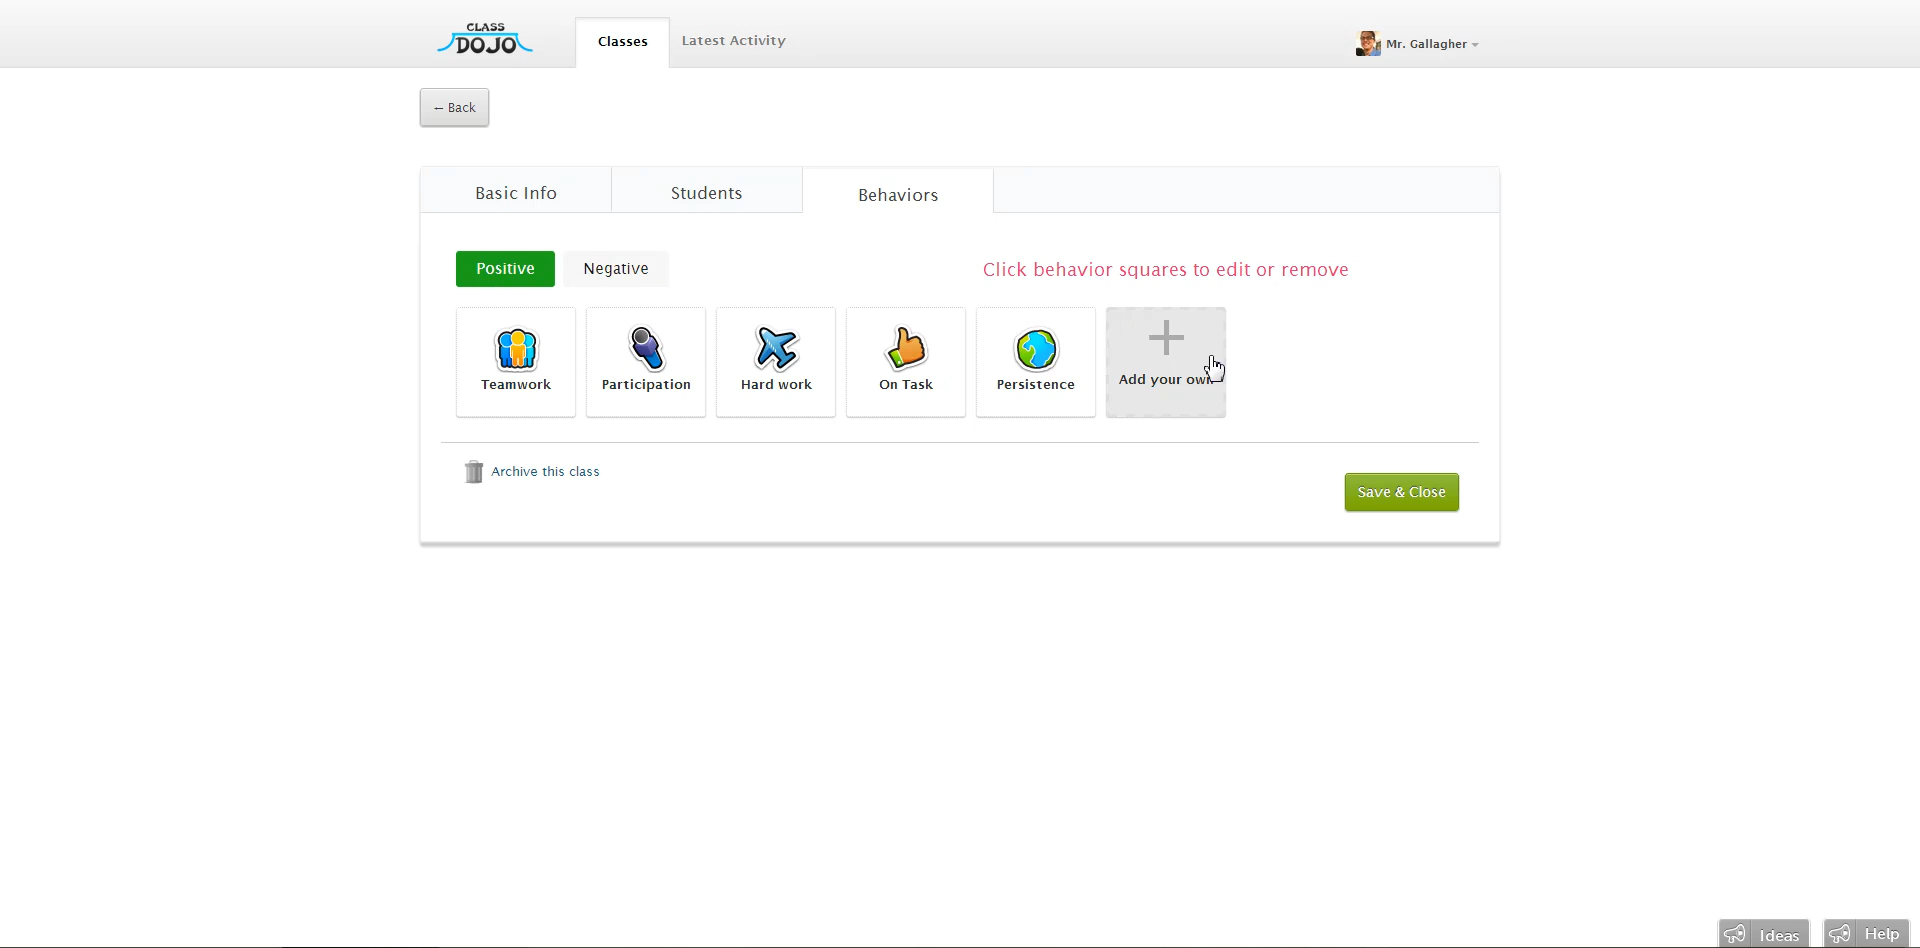 CLASS
DOJO
Classes
Latest Activity
Mr. Gallagher
← Back
Basic Info
Students
Behaviors
Positive
Negative
Click behavior squares to edit or remove
Teamwork
Participation
Hard work
On Task
Persistence
Add your own
Archive this class
Save & Close
Ideas
Help